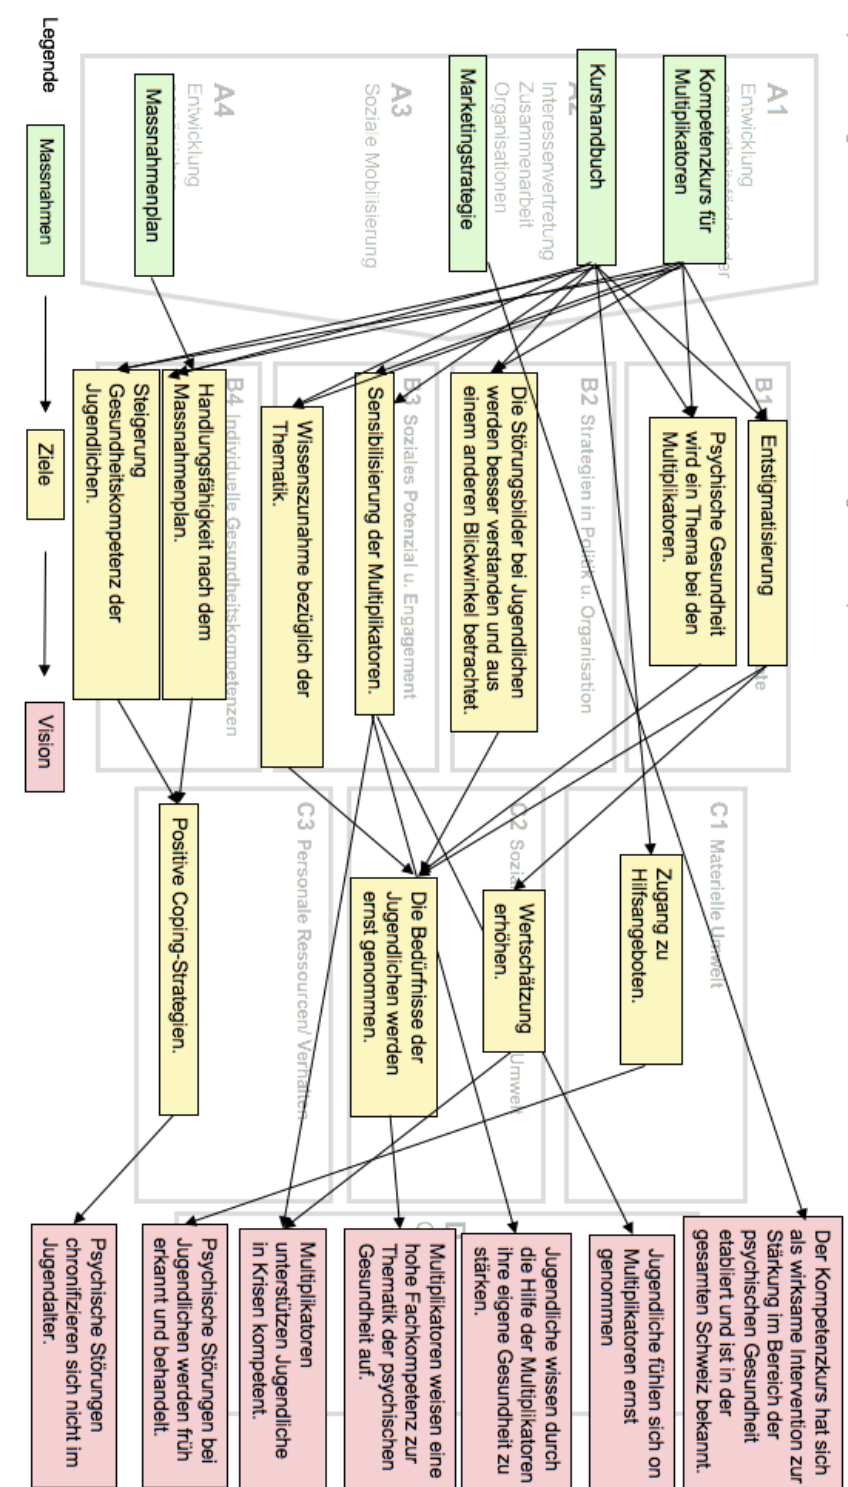 A1
Entwicklung
Kompetenzkurs für
Multiplikatoren
Kurshandbuch
Interessenvertretung
Zusammenarbeit
Organisationen
Marketingstrategie
A3
Soziale Mobilisierung
A4
Entwicklung
Massnahmenplan
Entstigmatisierung
Psychische Gesundheit
wird ein Thema bei den
Multiplikatoren.
B2 Strategien in Politik u. Organisation
Die Störungsbilder bei Jugendlichen
werden besser verstanden und aus
einem anderen Blickwinkel betrachtet.
B3 Soziales Potenzial u. Engagement
Sensibilisierung der Multiplikatoren.
Wissenszunahme bezüglich der
Thematik.
B4 Individuelle Gesundheitskompetenzen
Handlungsfähigkeit nach dem
Massnahmenplan.
Steigerung
Gesundheitskompetenz der
Jugendlichen.
C1 Materielle Umwelt
Zugang zu
Hilfsangeboten.
Umwelt
Wertschätzung
erhöhen.
Die Bedürfnisse der
Jugendlichen werden
ernst genommen.
C3 Personale Ressourcen/ Verhalten
Positive Coping-Strategien.
Der Kompetenzkurs hat sich
als wirksame Intervention zur
Stärkung im Bereich der
psychischen Gesundheit
etabliert und ist in der
gesamten Schweiz bekannt.
Jugendliche fühlen sich on
Multiplikatoren ernst
genommen
Jugendliche wissen durch
die Hilfe der Multiplikatoren
ihre eigene Gesundheit zu
stärken.
Multiplikatoren weisen eine
hohe Fachkompetenz zur
Thematik der psychischen
Gesundheit auf.
Multiplikatoren
unterstützen Jugendliche
in Krisen kompetent.
Psychische Störungen bei
Jugendlichen werden früh
erkannt und behandelt.
Psychische Störungen
chronifizieren sich nicht im
Jugendalter.
Legende
Massnahmen
Ziele
Vision